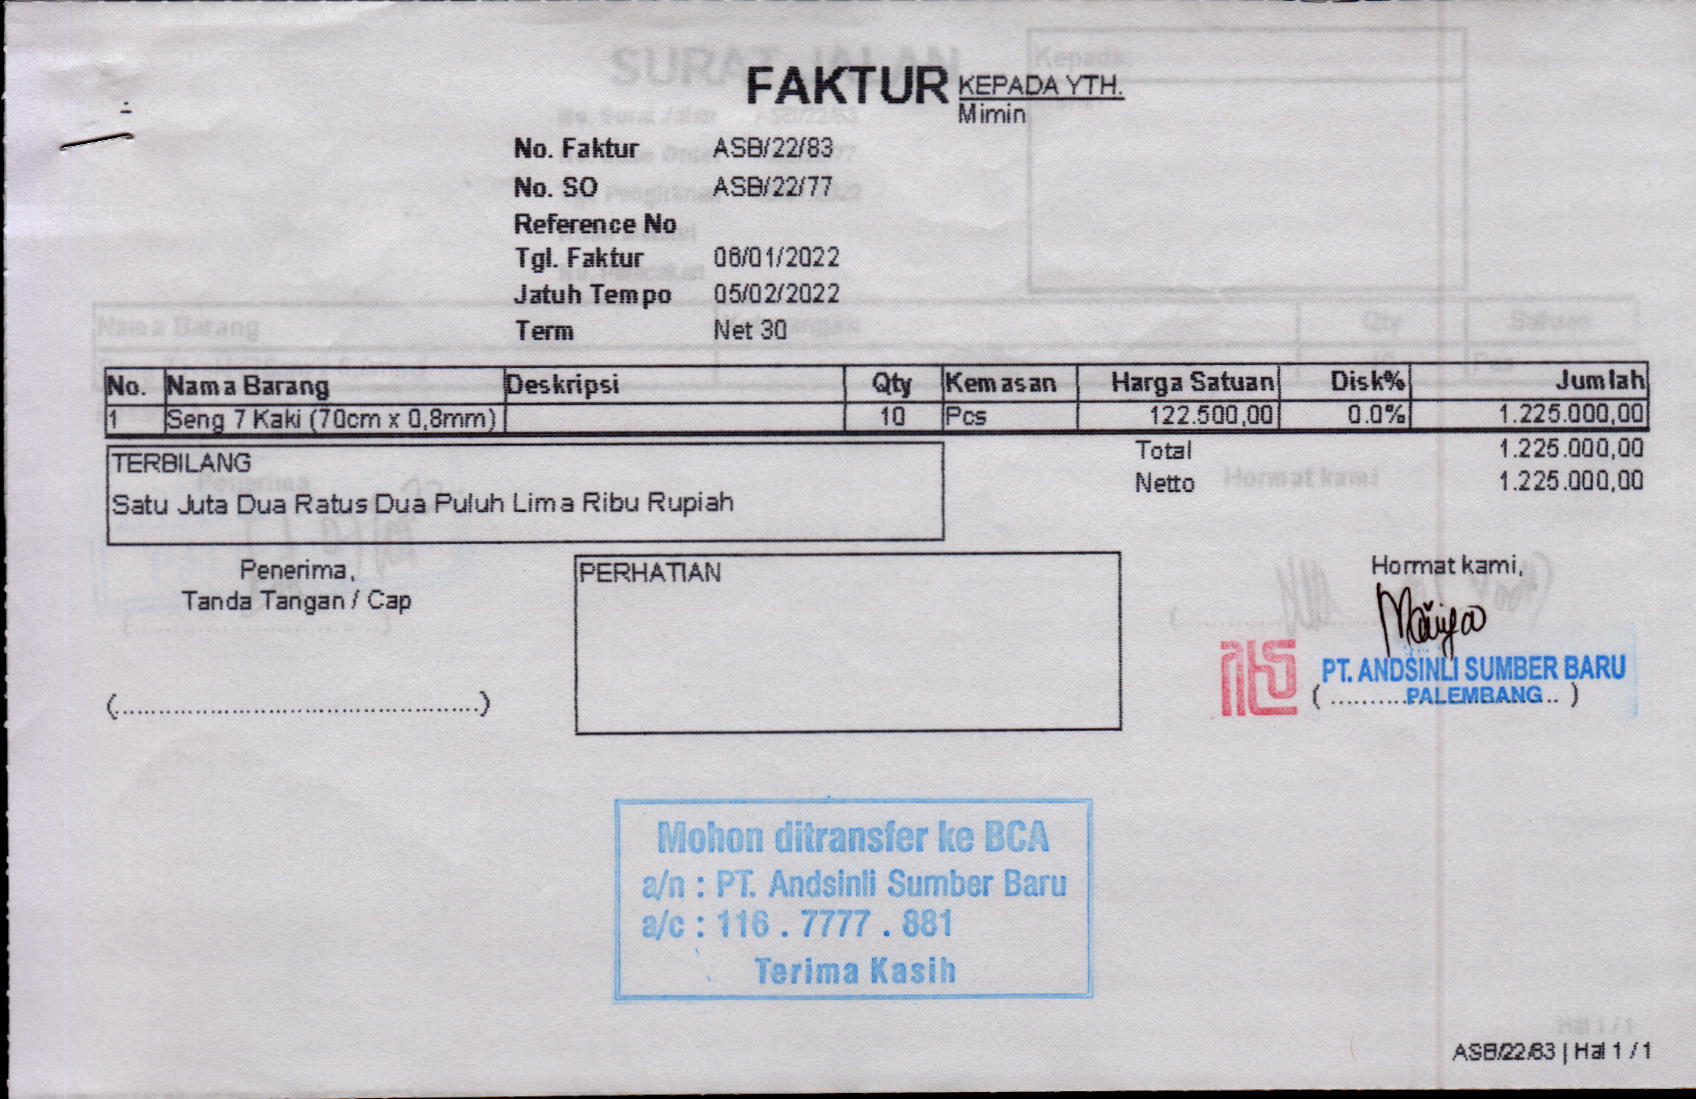 FAKTUR
KEPADA YTH.
Mimin
No. Faktur ASB/22/83
No. SO ASB/22/77
Reference No
Tgl. Faktur 06/01/2022
Jatuh Tempo 05/02/2022
Term Net 30
No. Nama Barang Deskripsi Qty Kemasan Harga Satuan Disk% Jumlah
1 Seng 7 Kaki (70cm x 0,8mm) 10 Pcs 122.500,00 0.0% 1.225.000,00
Total 1.225.000,00
Netto 1.225.000,00
TERBILANG
Satu Juta Dua Ratus Dua Puluh Lima Ribu Rupiah
Penerima,
Tanda Tangan / Cap
(................................................)
PERHATIAN
Hormat kami,
PT. ANDSINLI SUMBER BARU
( ..........PALEMBANG.. )
Mohon ditransfer ke BCA
a/n : PT. Andsinli Sumber Baru
a/c : 116 . 7777 . 881
Terima Kasih
ASB/22/83 | Hal 1 / 1